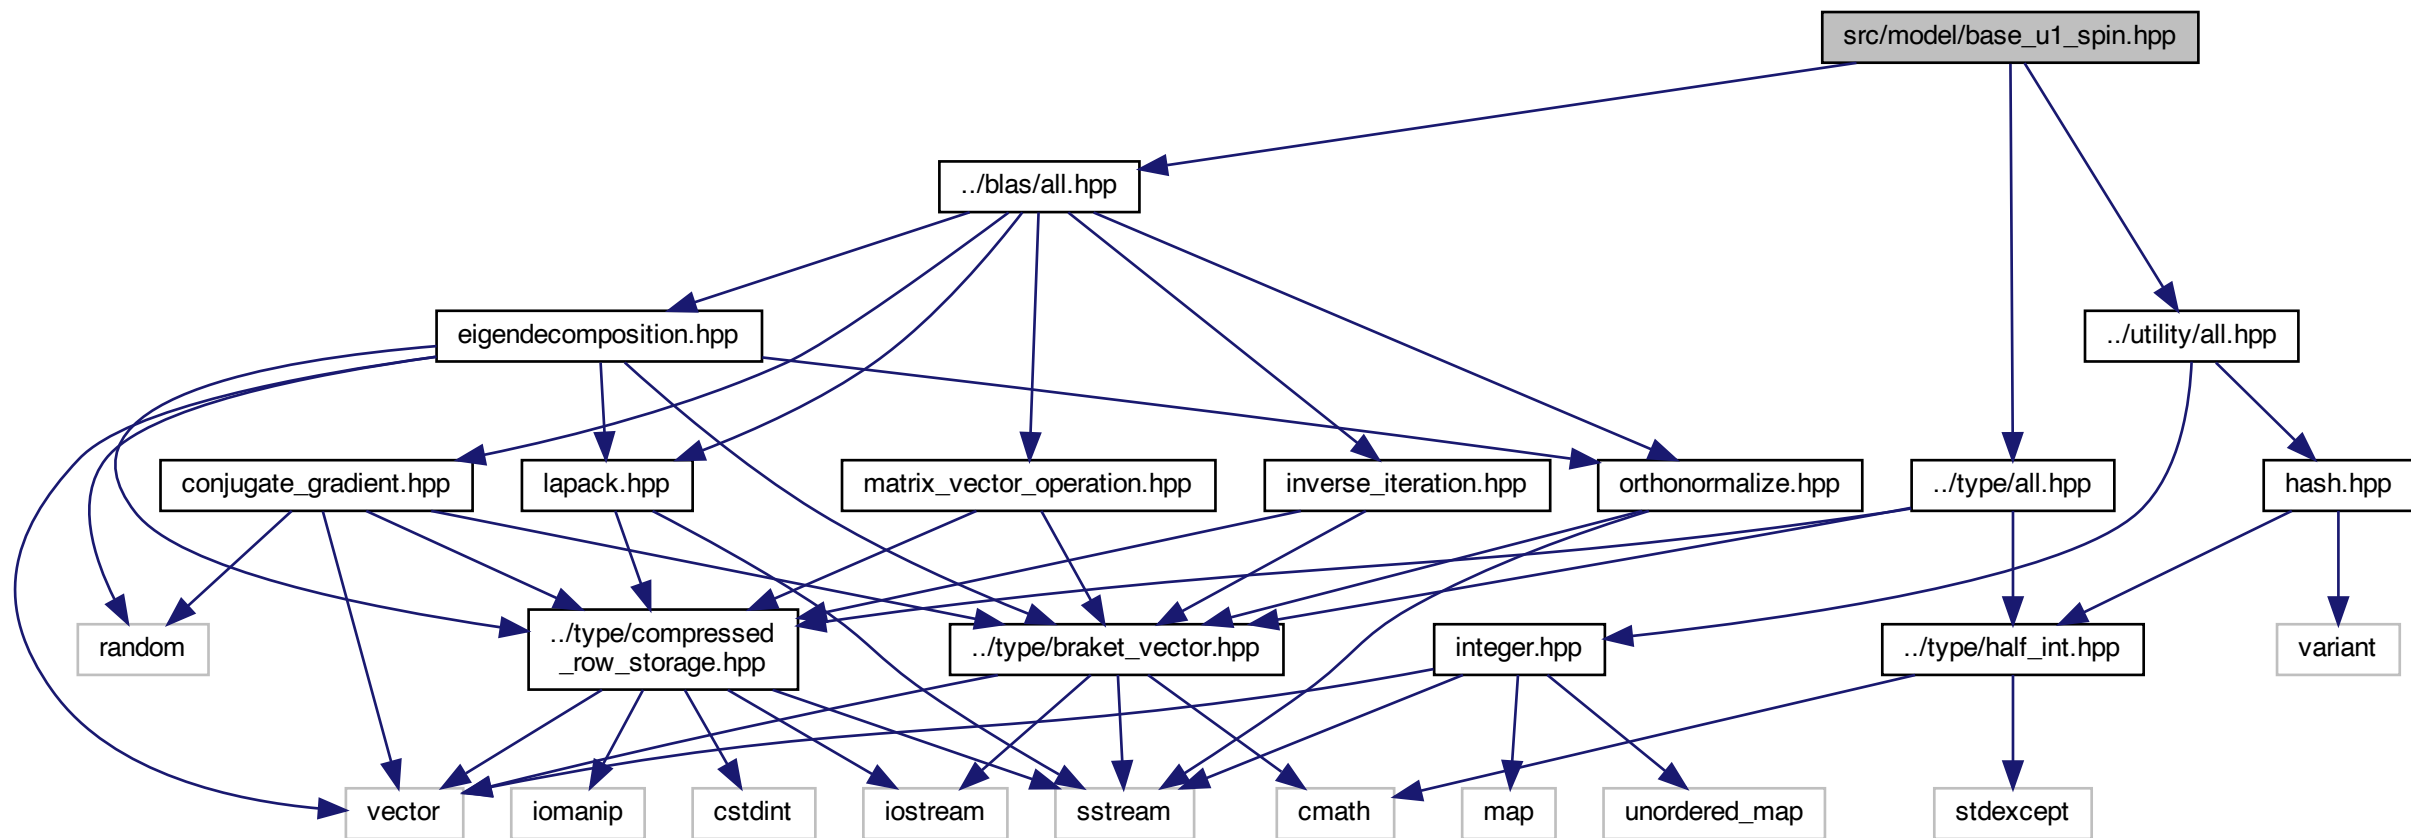 src/model/base_u1_spin.hpp
../blas/all.hpp
eigendecomposition.hpp
../utility/all.hpp
conjugate_gradient.hpp
lapack.hpp
matrix_vector_operation.hpp
inverse_iteration.hpp
orthonormalize.hpp
../type/all.hpp
hash.hpp
random
../type/compressed
_row_storage.hpp
../type/braket_vector.hpp
integer.hpp
../type/half_int.hpp
variant
vector
iomanip
cstdint
iostream
sstream
cmath
map
unordered_map
stdexcept